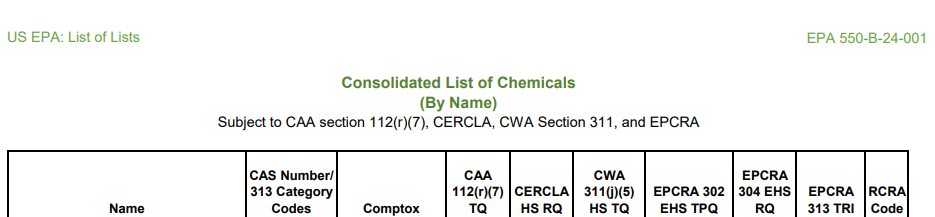 US EPA: List of Lists
EPA 550-B-24-001
Consolidated List of Chemicals
(By Name)
Subject to CAA section 112(r)(7), CERCLA, CWA Section 311, and EPCRA
Name
CAS Number/
313 Category
Codes
Comptox
CAA
112(r)(7)
TQ
CERCLA
HS RQ
CWA
311(j)(5)
HS TQ
EPCRA 302
EHS TPQ
EPCRA
304 EHS
RQ
EPCRA
313 TRI
RCRA
Code